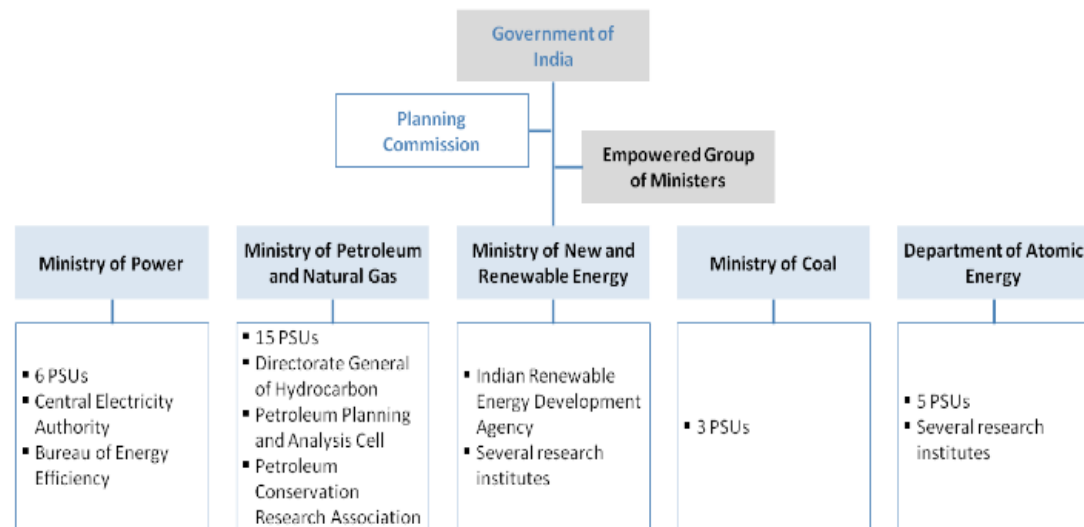 Government of
India
Planning
Commission
Empowered Group
of Ministers
Ministry of Power
Ministry of Petroleum
and Natural Gas
Ministry of New and
Renewable Energy
Ministry of Coal
Department of Atomic
Energy
▪ 6 PSUs
▪ Central Electricity
Authority
▪ Bureau of Energy
Efficiency
▪ 15 PSUs
▪ Directorate General
of Hydrocarbon
▪ Petroleum Planning
and Analysis Cell
▪ Petroleum
Conservation
Research Association
▪ Indian Renewable
Energy Development
Agency
▪ Several research
institutes
▪ 3 PSUs
▪ 5 PSUs
▪ Several research
institutes